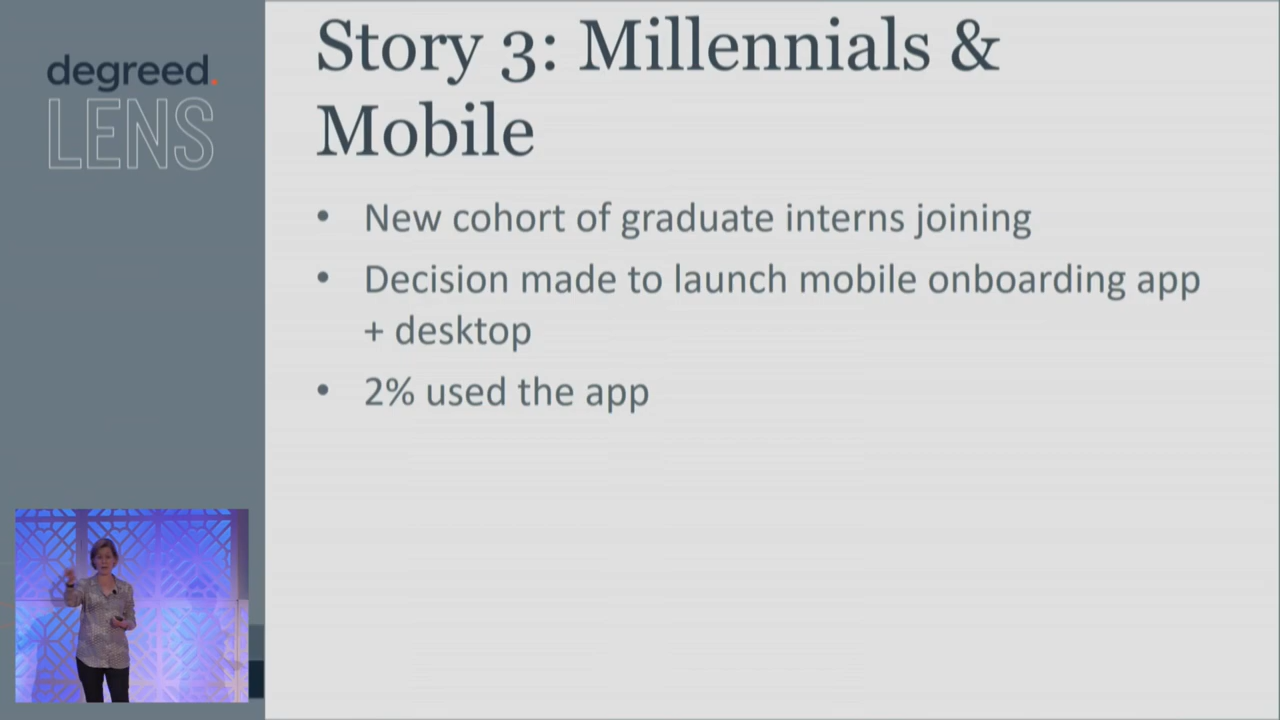 degreed.
LENS
Story 3: Millennials &
Mobile
• New cohort of graduate interns joining
• Decision made to launch mobile onboarding app
+ desktop
• 2% used the app